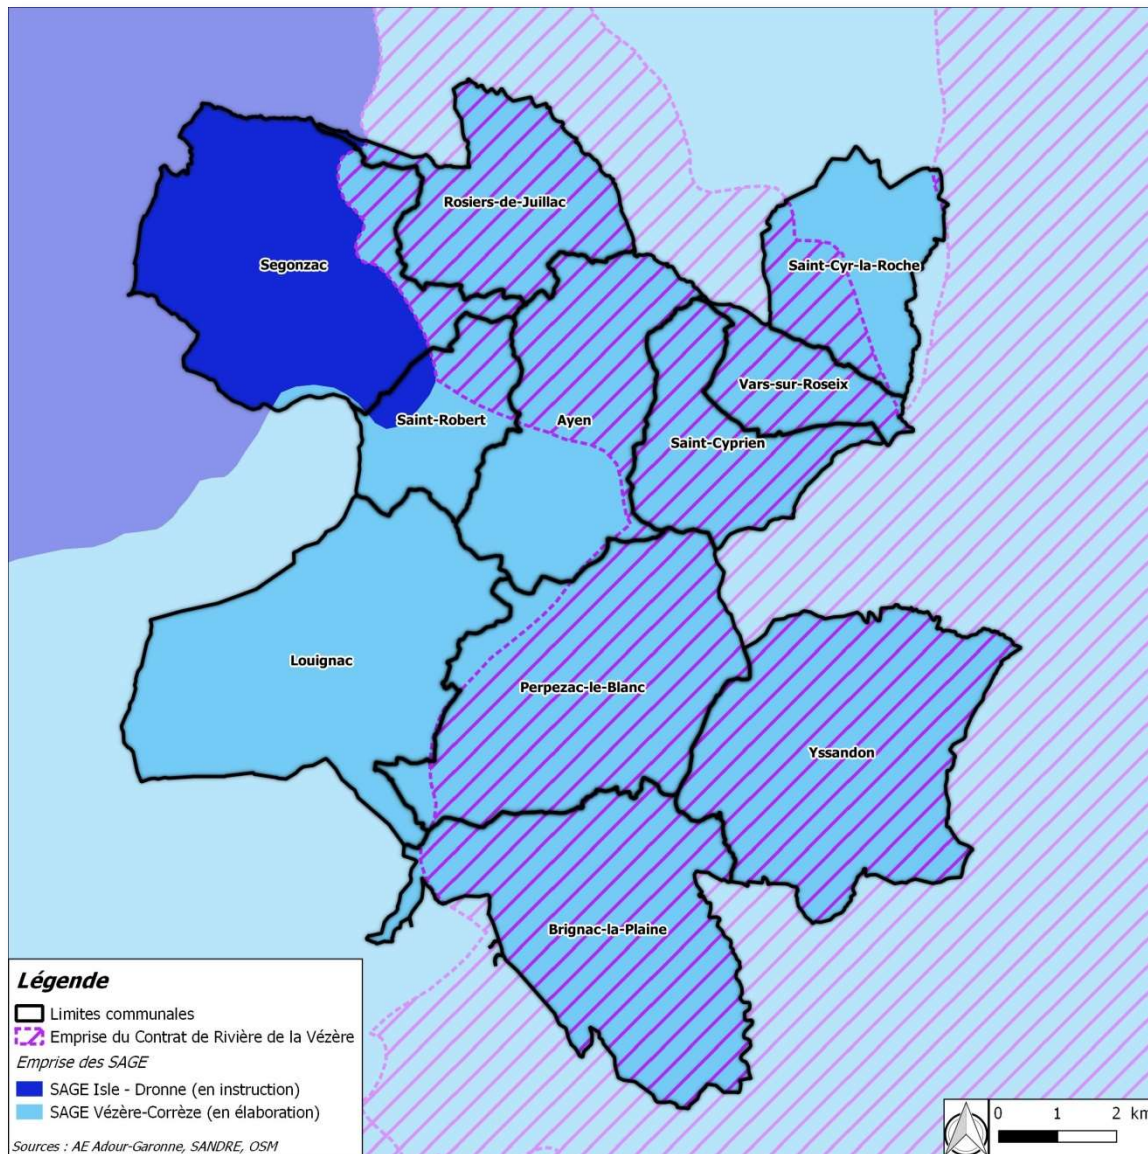 Rosiers-de-Juillac
Segonzac
Saint-Cyr-la-Roche
Vars-sur-Roseix
Saint-Robert
Ayen
Saint-Cyprien
Louignac
Perpezac-le-Blanc
Yssandon
Brignac-la-Plaine
Légende
Limites communales
Emprise du Contrat de Rivière de la Vézère
Emprise des SAGE
SAGE Isle - Dronne (en instruction)
SAGE Vézère-Corrèze (en élaboration)
Sources : AE Adour-Garonne, SANDRE, OSM
0 1 2 km